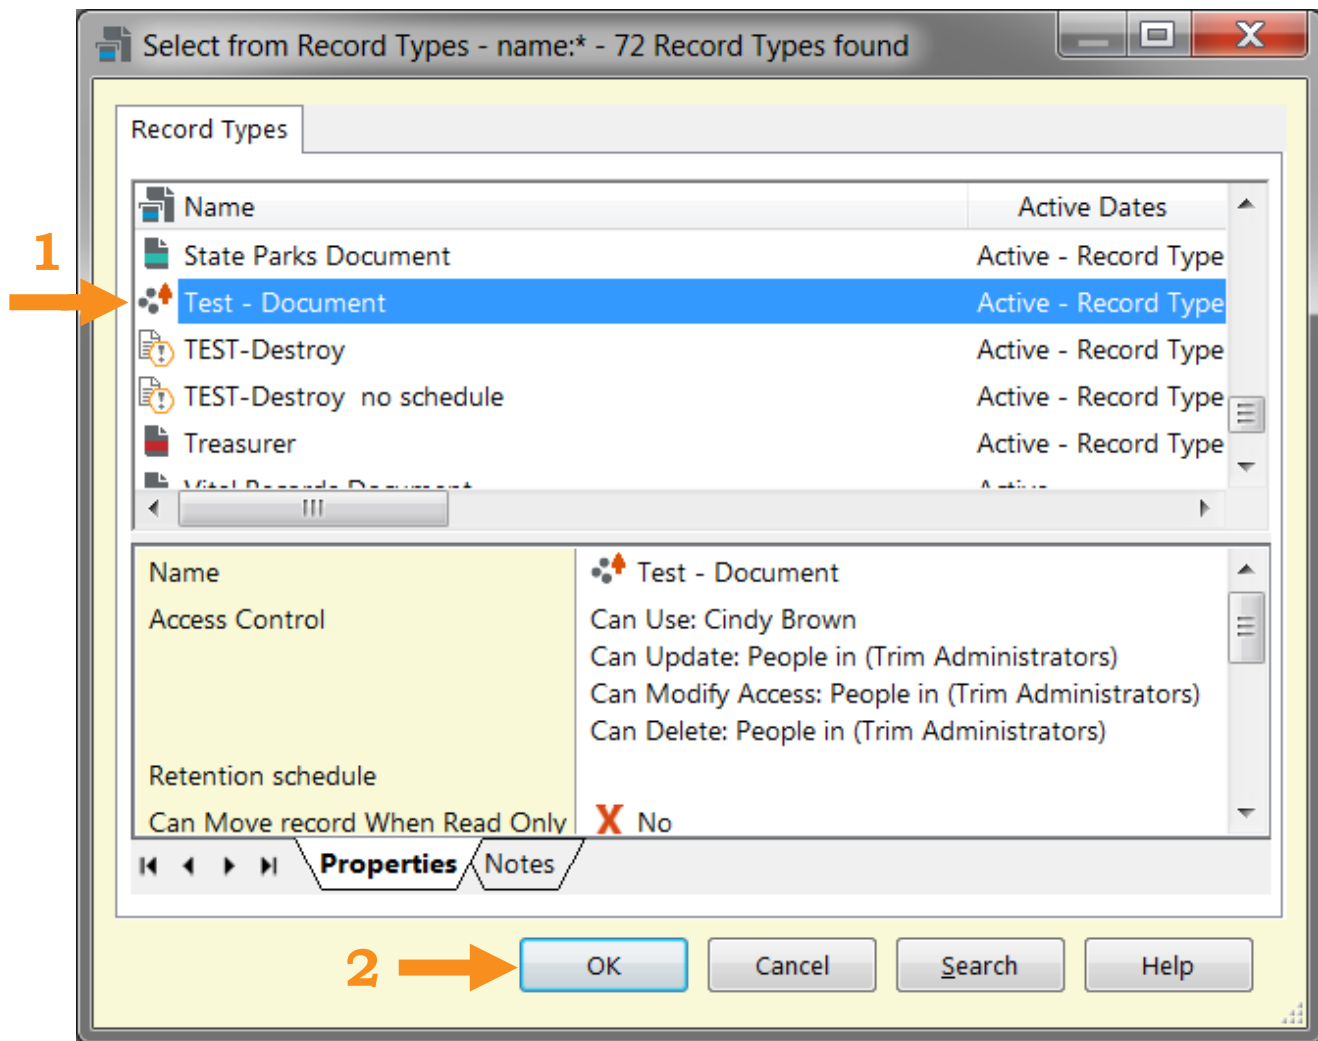 Select from Record Types - name:* - 72 Record Types found
Record Types
Name Active Dates
State Parks Document Active - Record Type
1
Test - Document Active - Record Type
TEST-Destroy Active - Record Type
TEST-Destroy no schedule Active - Record Type
Treasurer Active - Record Type
Vital Records Document Active
Name Test - Document
Access Control Can Use: Cindy Brown
Can Update: People in (Trim Administrators)
Can Modify Access: People in (Trim Administrators)
Can Delete: People in (Trim Administrators)
Retention schedule
Can Move record When Read Only X No
Properties Notes
2 OK Cancel Search Help